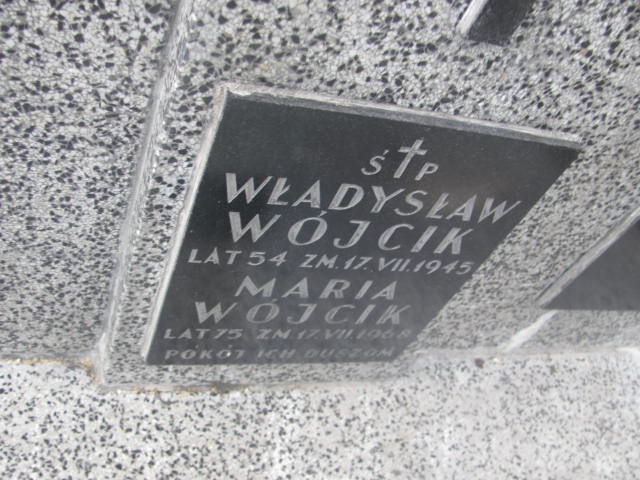 Ś†P
WŁADYSŁAW
WÓJCIK
LAT 54 ZM. 17. VII. 1945
MARIA
WÓJCIK
LAT 75 ZM. 17. VII. 1968
POKÓJ ICH DUSZOM